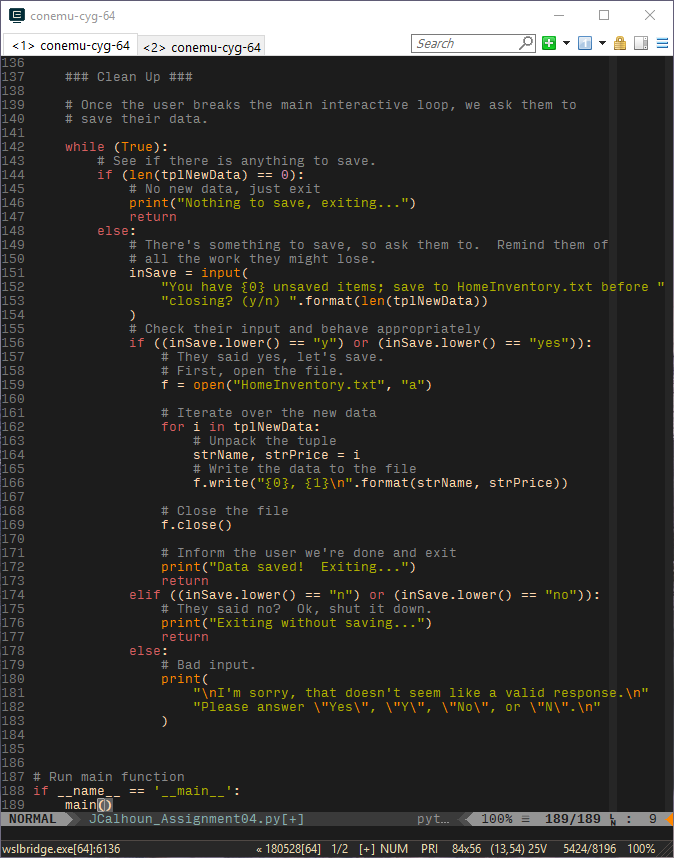 conemu-cyg-64
<1> conemu-cyg-64
<2> conemu-cyg-64
Search
136
137     ### Clean Up ###
138
139     # Once the user breaks the main interactive loop, we ask them to
140     # save their data.
141
142     while (True):
143         # See if there is anything to save.
144         if (len(tplNewData) == 0):
145             # No new data, just exit
146             print("Nothing to save, exiting...")
147             return
148         else:
149             # There's something to save, so ask them to.  Remind them of
150             # all the work they might lose.
151             inSave = input(
152                 "You have {0} unsaved items; save to HomeInventory.txt before "
153                 "closing? (y/n) ".format(len(tplNewData))
154             )
155             # Check their input and behave appropriately
156             if ((inSave.lower() == "y") or (inSave.lower() == "yes")):
157                 # They said yes, let's save.
158                 # First, open the file.
159                 f = open("HomeInventory.txt", "a")
160
161                 # Iterate over the new data
162                 for i in tplNewData:
163                     # Unpack the tuple
164                     strName, strPrice = i
165                     # Write the data to the file
166                     f.write("{0}, {1}\n".format(strName, strPrice))
167
168                 # Close the file
169                 f.close()
170
171                 # Inform the user we're done and exit
172                 print("Data saved!  Exiting...")
173                 return
174             elif ((inSave.lower() == "n") or (inSave.lower() == "no")):
175                 # They said no?  Ok, shut it down.
176                 print("Exiting without saving...")
177                 return
178             else:
179                 # Bad input.
180                 print(
181                     "\nI'm sorry, that doesn't seem like a valid response.\n"
182                     "Please answer \"Yes\", \"Y\", \"No\", or \"N\".\n"
183                 )
184
185
186
187 # Run main function
188 if __name__ == '__main__':
189     main()
NORMAL JCalhoun_Assignment04.py[+] pyt… 100% ≡ 189/189 ㏑ : 9
wslbridge.exe[64]:6136 « 180528[64] 1/2 [+] NUM PRI 84x56 (13,54) 25V 5424/8196 100%